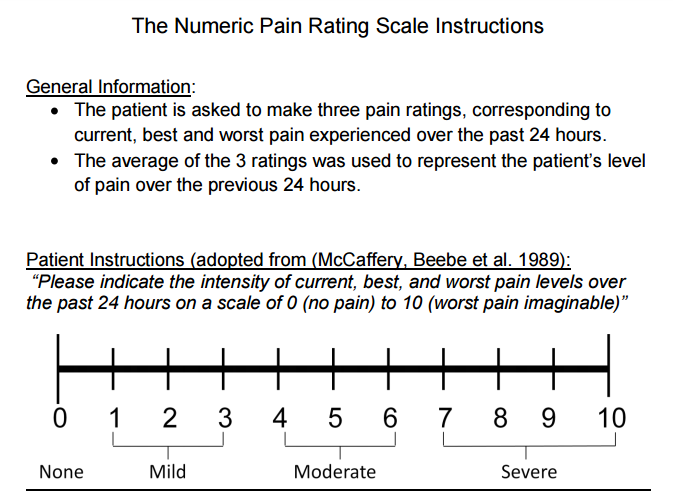 The Numeric Pain Rating Scale Instructions
General Information:
• The patient is asked to make three pain ratings, corresponding to
current, best and worst pain experienced over the past 24 hours.
• The average of the 3 ratings was used to represent the patient’s level
of pain over the previous 24 hours.
Patient Instructions (adopted from (McCaffery, Beebe et al. 1989):
“Please indicate the intensity of current, best, and worst pain levels over
the past 24 hours on a scale of 0 (no pain) to 10 (worst pain imaginable)”
0 1 2 3 4 5 6 7 8 9 10
None Mild Moderate Severe